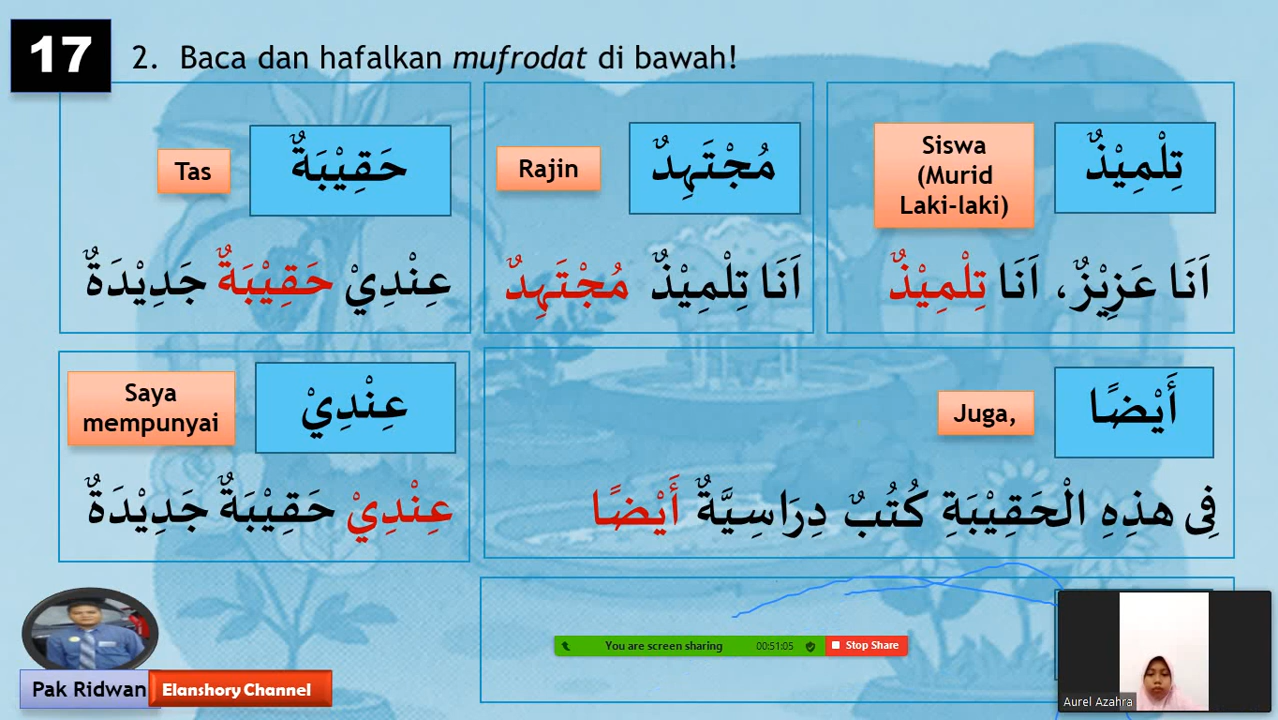 17
2. Baca dan hafalkan mufrodat di bawah!
تِلْمِيْذٌ
Siswa
(Murid
Laki-laki)
اَنَا عَزِيْزٌ، اَنَا تِلْمِيْذٌ
مُجْتَهِدٌ
Rajin
اَنَا تِلْمِيْذٌ مُجْتَهِدٌ
حَقِيْبَةٌ
Tas
عِنْدِيْ حَقِيْبَةٌ جَدِيْدَةٌ
أَيْضًا
Juga,
فِى هذِهِ الْحَقِيْبَةِ كُتُبٌ دِرَاسِيَّةٌ أَيْضًا
عِنْدِيْ
Saya
mempunyai
عِنْدِيْ حَقِيْبَةٌ جَدِيْدَةٌ
You are screen sharing 00:51:05 Stop Share
Aurel Azahra
Pak Ridwan Elanshory Channel